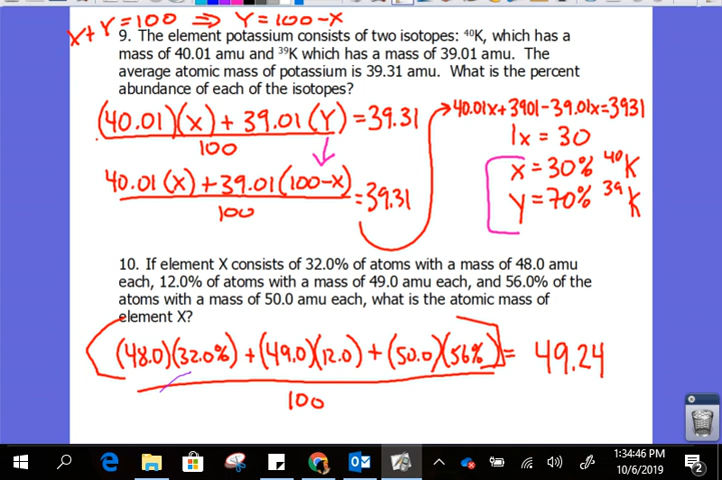 X+Y=100 ⇒ Y=100-X
9. The element potassium consists of two isotopes: ⁴⁰K, which has a
mass of 40.01 amu and ³⁹K which has a mass of 39.01 amu. The
average atomic mass of potassium is 39.31 amu. What is the percent
abundance of each of the isotopes?
(40.01)(X) + 39.01(Y) = 39.31
100
40.01(X) + 39.01(100-X) = 39.31
100
40.01X + 3901 - 39.01X = 3931
1X = 30
X = 30% ⁴⁰K
Y = 70% ³⁹K
10. If element X consists of 32.0% of atoms with a mass of 48.0 amu
each, 12.0% of atoms with a mass of 49.0 amu each, and 56.0% of the
atoms with a mass of 50.0 amu each, what is the atomic mass of
element X?
(48.0)(32.0%) + (49.0)(12.0) + (50.0)(56%) = 49.24
100
1:34:46 PM
10/6/2019
2